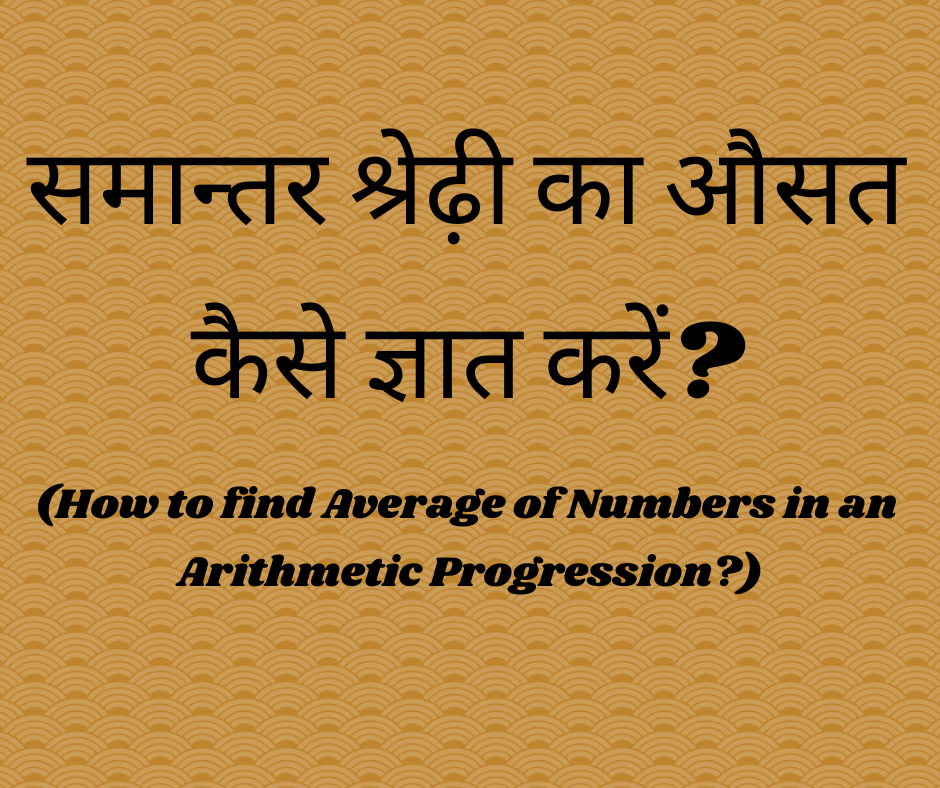 समान्तर श्रेढ़ी का औसत
कैसे ज्ञात करें?
(How to find Average of Numbers in an
Arithmetic Progression?)